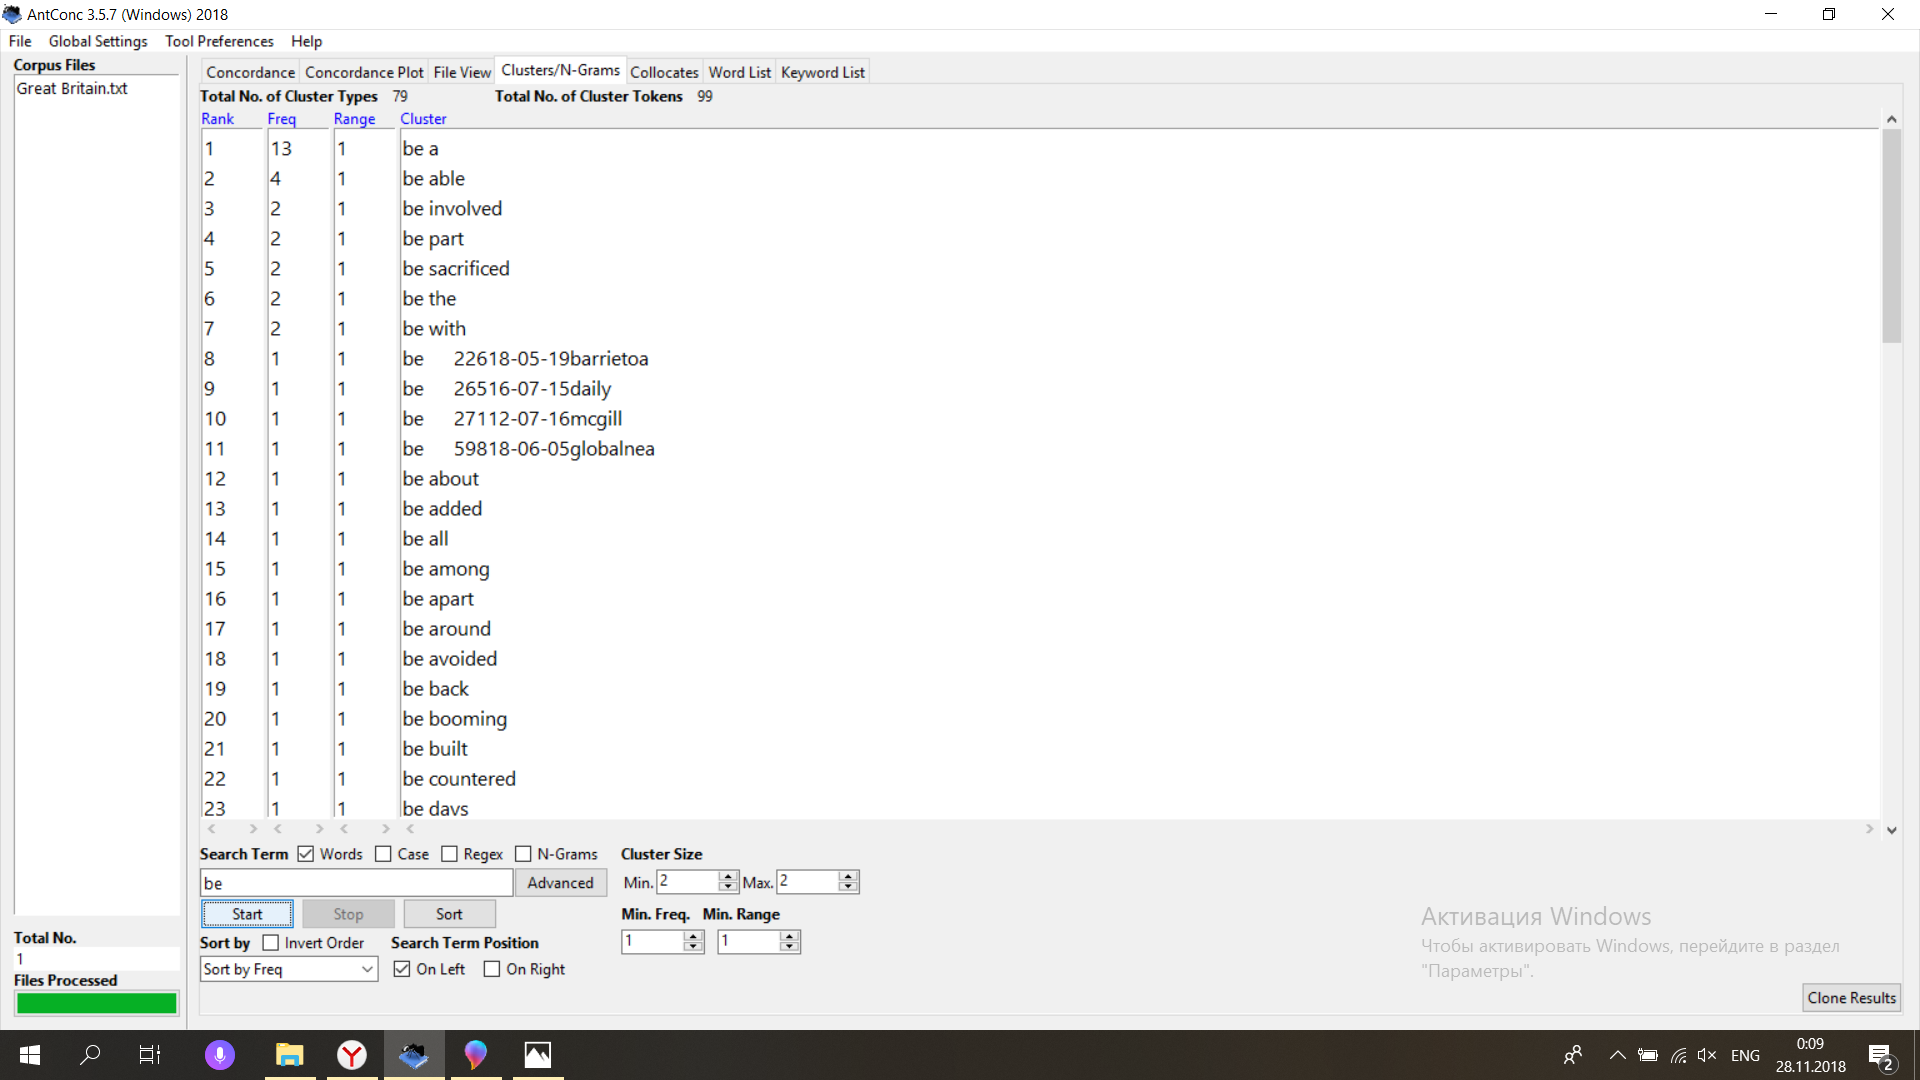 AntConc 3.5.7 (Windows) 2018
File Global Settings Tool Preferences Help
Corpus Files
Great Britain.txt
Concordance Concordance Plot File View Clusters/N-Grams Collocates Word List Keyword List
Total No. of Cluster Types 79 Total No. of Cluster Tokens 99
Rank Freq Range Cluster
1 13 1 be a
2 4 1 be able
3 2 1 be involved
4 2 1 be part
5 2 1 be sacrificed
6 2 1 be the
7 2 1 be with
8 1 1 be 22618-05-19barrietoa
9 1 1 be 26516-07-15daily
10 1 1 be 27112-07-16mcgill
11 1 1 be 59818-06-05globalnea
12 1 1 be about
13 1 1 be added
14 1 1 be all
15 1 1 be among
16 1 1 be apart
17 1 1 be around
18 1 1 be avoided
19 1 1 be back
20 1 1 be booming
21 1 1 be built
22 1 1 be countered
23 1 1 be days
Search Term Words Case Regex N-Grams Cluster Size
be Advanced Min. 2 Max. 2
Start Stop Sort Min. Freq. Min. Range
1 1
Sort by Invert Order Search Term Position
Sort by Freq On Left On Right
Total No.
1
Files Processed
Активация Windows
Чтобы активировать Windows, перейдите в раздел
"Параметры".
Clone Results
ENG
0:09
28.11.2018
2